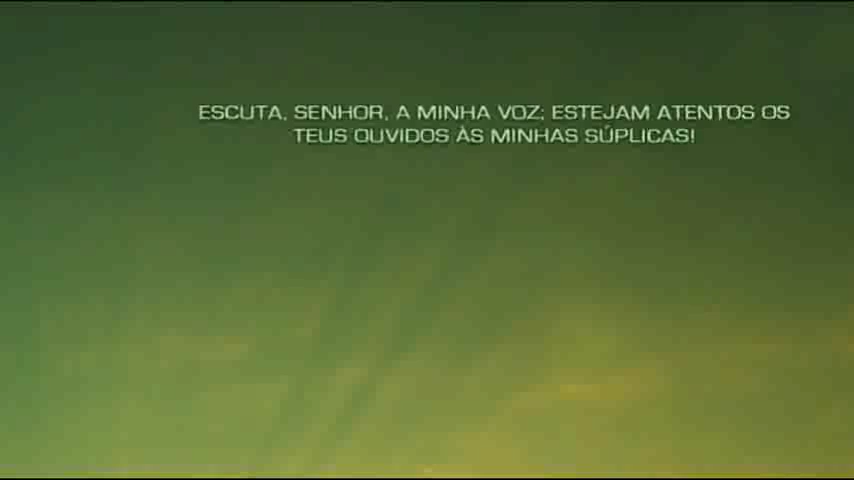 ESCUTA, SENHOR, A MINHA VOZ; ESTEJAM ATENTOS OS
TEUS OUVIDOS ÀS MINHAS SÚPLICAS!